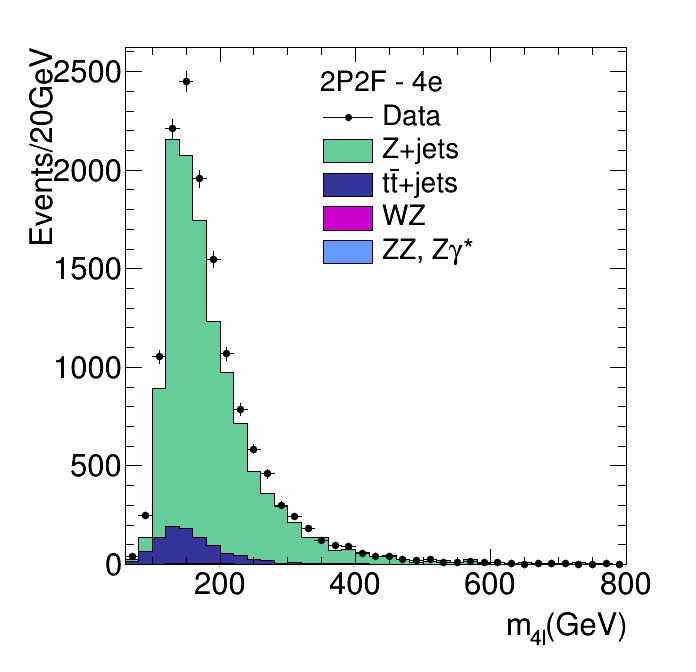 Events/20GeV
2500
2000
1500
1000
500
0
2P2F - 4e
Data
Z+jets
tt̄+jets
WZ
ZZ, Zγ*
200 400 600 800
m4l(GeV)